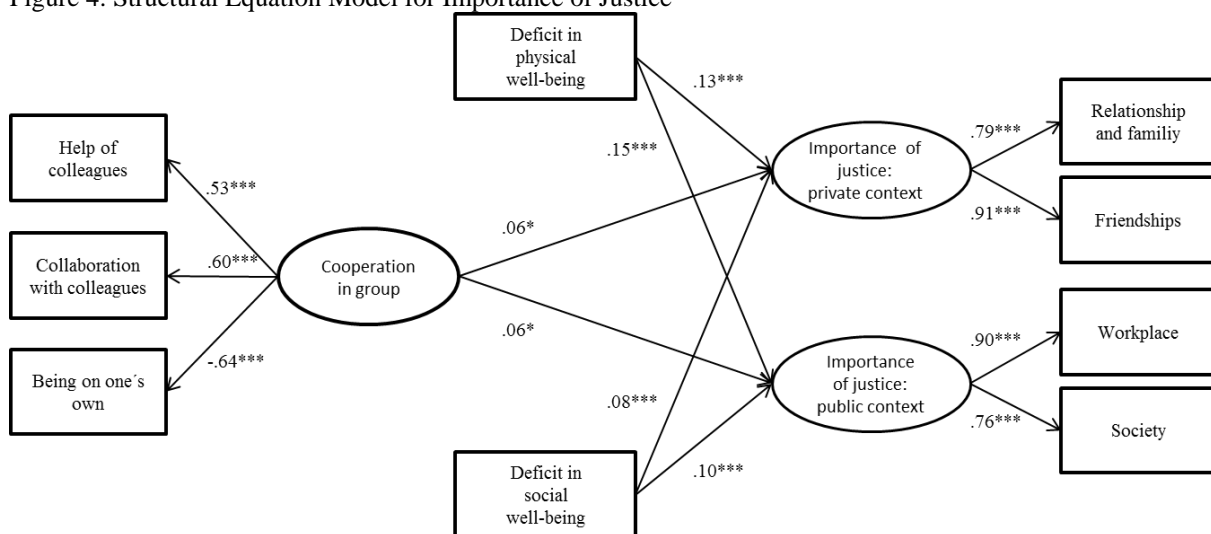 Figure 4. Structural Equation Model for Importance of Justice
Deficit in
physical
well-being
.13***
.15***
Help of
colleagues
.53***
Collaboration
with colleagues
.60***
Being on one´s
own
-.64***
Cooperation
in group
.06*
.06*
.08***
.10***
Deficit in
social
well-being
Importance of
justice:
private context
.79***
.91***
Relationship
and familiy
Friendships
Importance
of justice:
public context
.90***
.76***
Workplace
Society